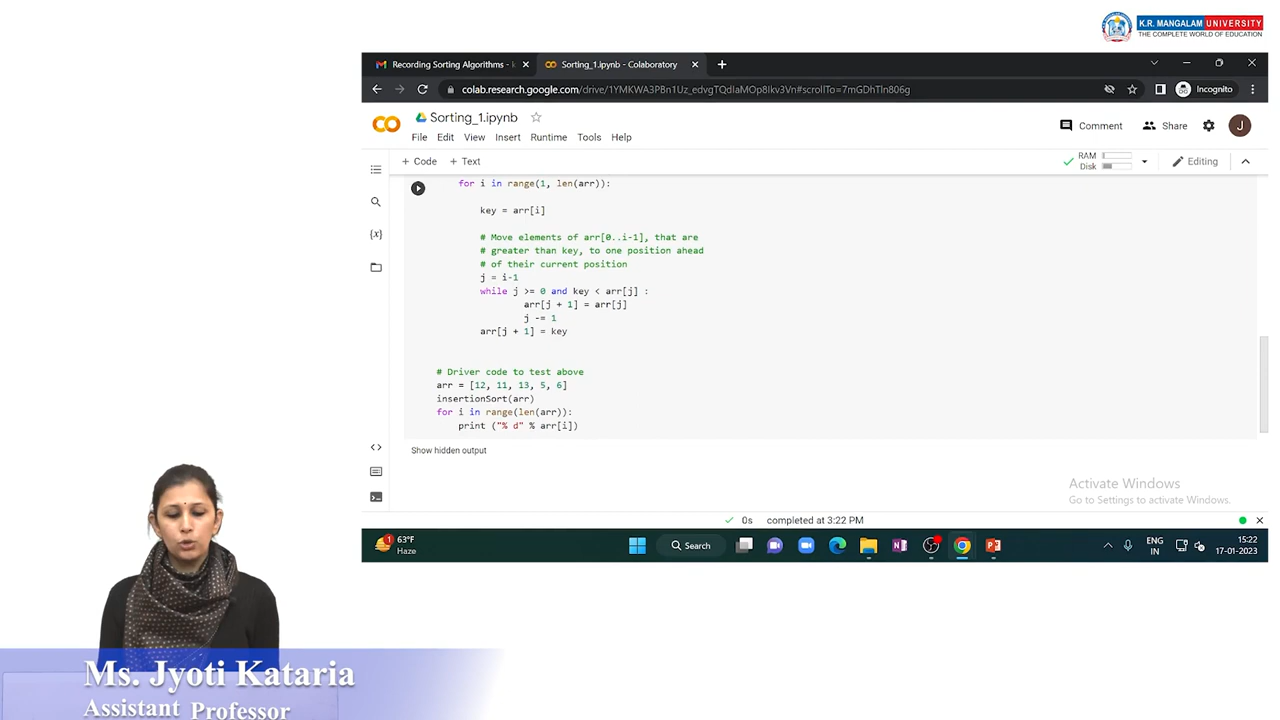 K.R. MANGALAM UNIVERSITY
THE COMPLETE WORLD OF EDUCATION
Recording Sorting Algorithms -
Sorting_1.ipynb - Colaboratory
colab.research.google.com/drive/1YMKWA3PBn1Uz_edvgTQdIaMOp8Ikv3Vn#scrollTo=7mGDhTln806g
Incognito
Sorting_1.ipynb
File Edit View Insert Runtime Tools Help
Comment Share J
+ Code + Text
RAM
Disk
Editing
for i in range(1, len(arr)):
key = arr[i]
# Move elements of arr[0..i-1], that are
# greater than key, to one position ahead
# of their current position
j = i-1
while j >= 0 and key < arr[j] :
arr[j + 1] = arr[j]
j -= 1
arr[j + 1] = key
# Driver code to test above
arr = [12, 11, 13, 5, 6]
insertionSort(arr)
for i in range(len(arr)):
print ("% d" % arr[i])
Show hidden output
Activate Windows
Go to Settings to activate Windows.
0s completed at 3:22 PM
1
63°F
Haze
Search
ENG
IN
15:22
17-01-2023
Ms. Jyoti Kataria
Assistant Professor